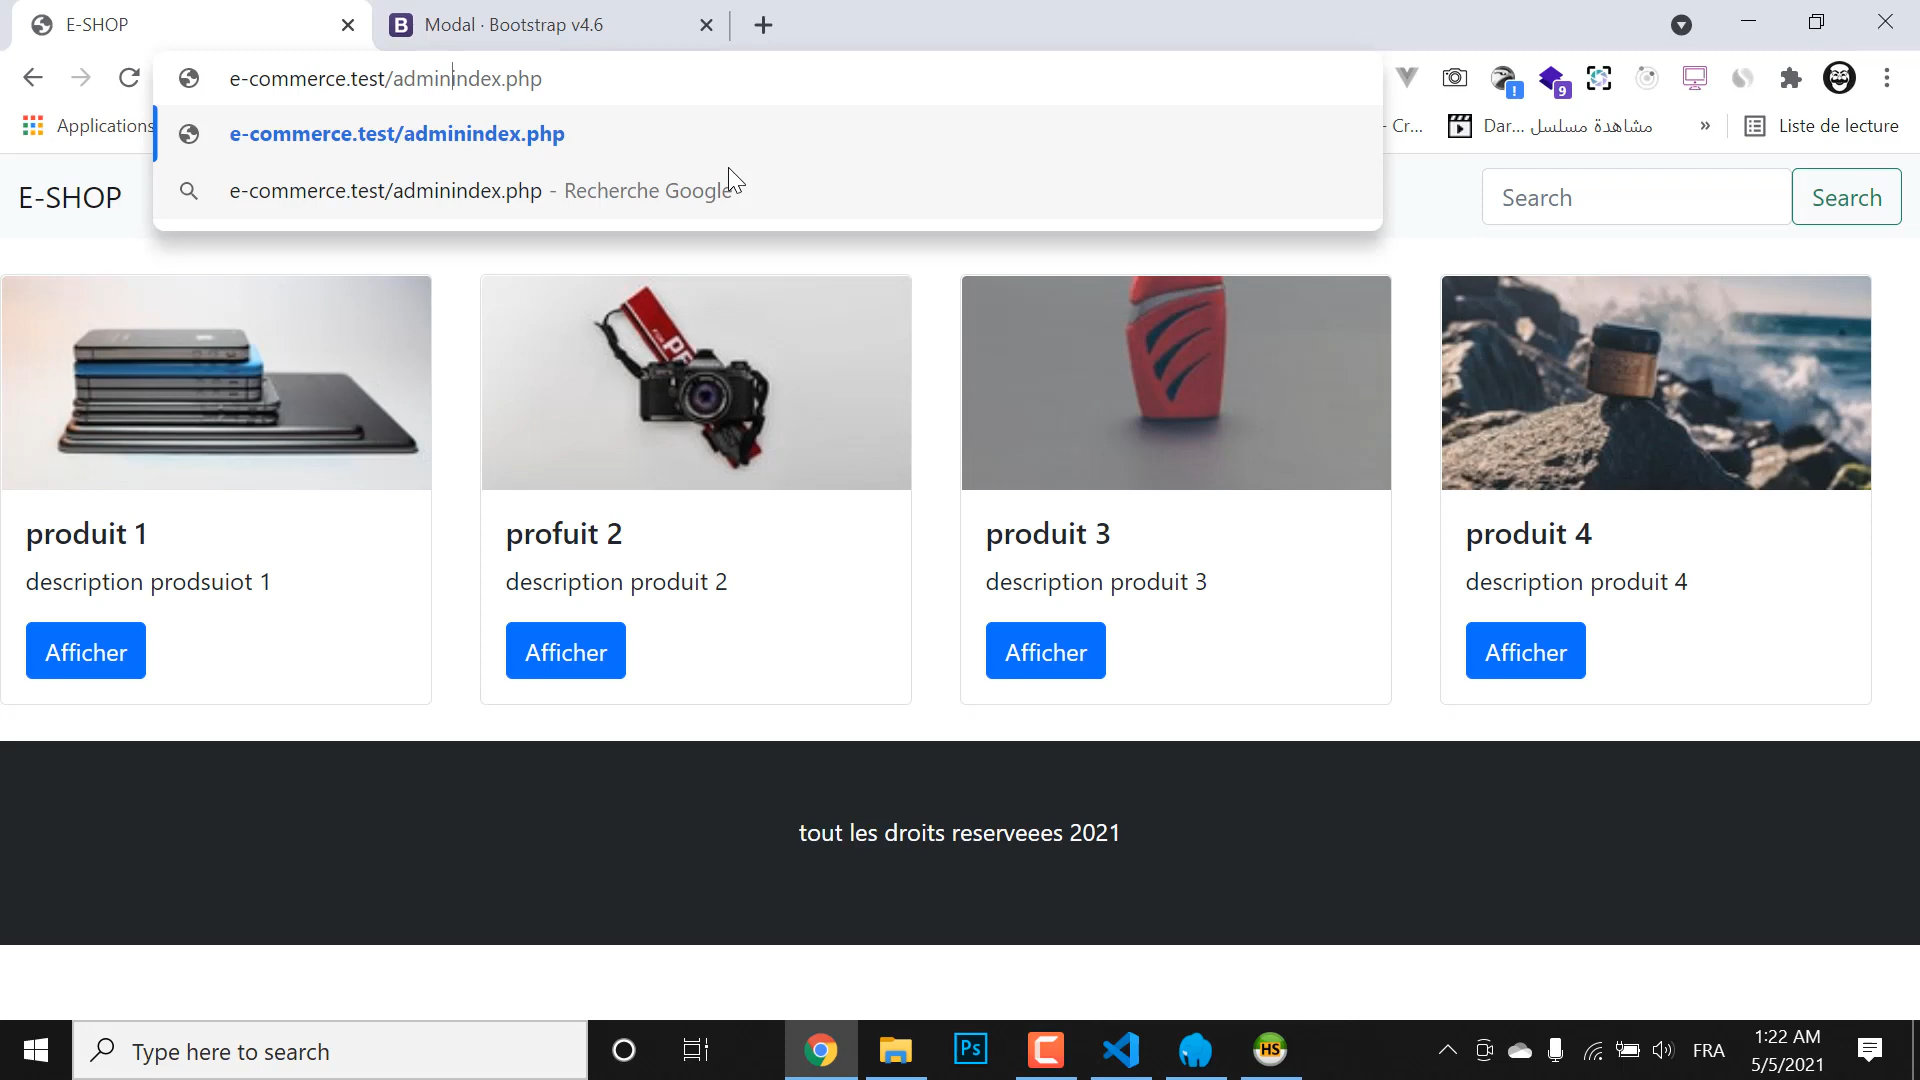 E-SHOP
B Modal · Bootstrap v4.6
e-commerce.test/adminindex.php
! 9
Applications
e-commerce.test/adminindex.php
- Cr...
Dar... مشاهدة مسلسل
»
Liste de lecture
e-commerce.test/adminindex.php - Recherche Google
E-SHOP
Search
Search
produit 1
profuit 2
produit 3
produit 4
description prodsuiot 1
description produit 2
description produit 3
description produit 4
Afficher
Afficher
Afficher
Afficher
tout les droits reserveees 2021
Type here to search
Ps
HS
FRA
1:22 AM
5/5/2021